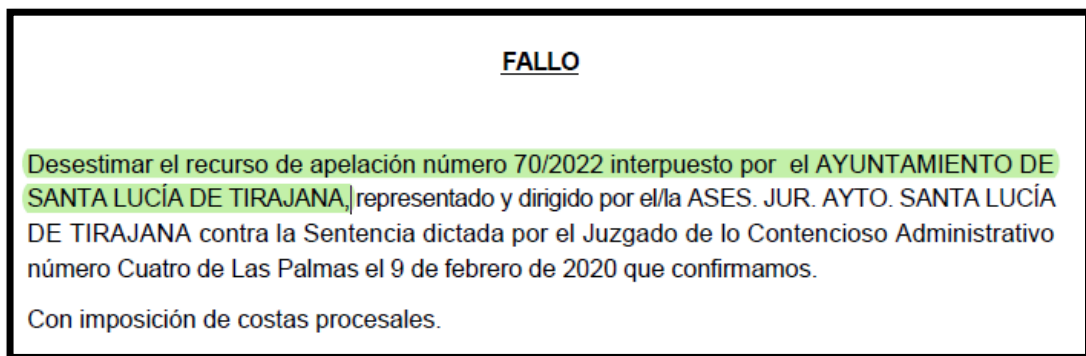 FALLO
Desestimar el recurso de apelación número 70/2022 interpuesto por el AYUNTAMIENTO DE
SANTA LUCÍA DE TIRAJANA, representado y dirigido por el/la ASES. JUR. AYTO. SANTA LUCÍA
DE TIRAJANA contra la Sentencia dictada por el Juzgado de lo Contencioso Administrativo
número Cuatro de Las Palmas el 9 de febrero de 2020 que confirmamos.
Con imposición de costas procesales.